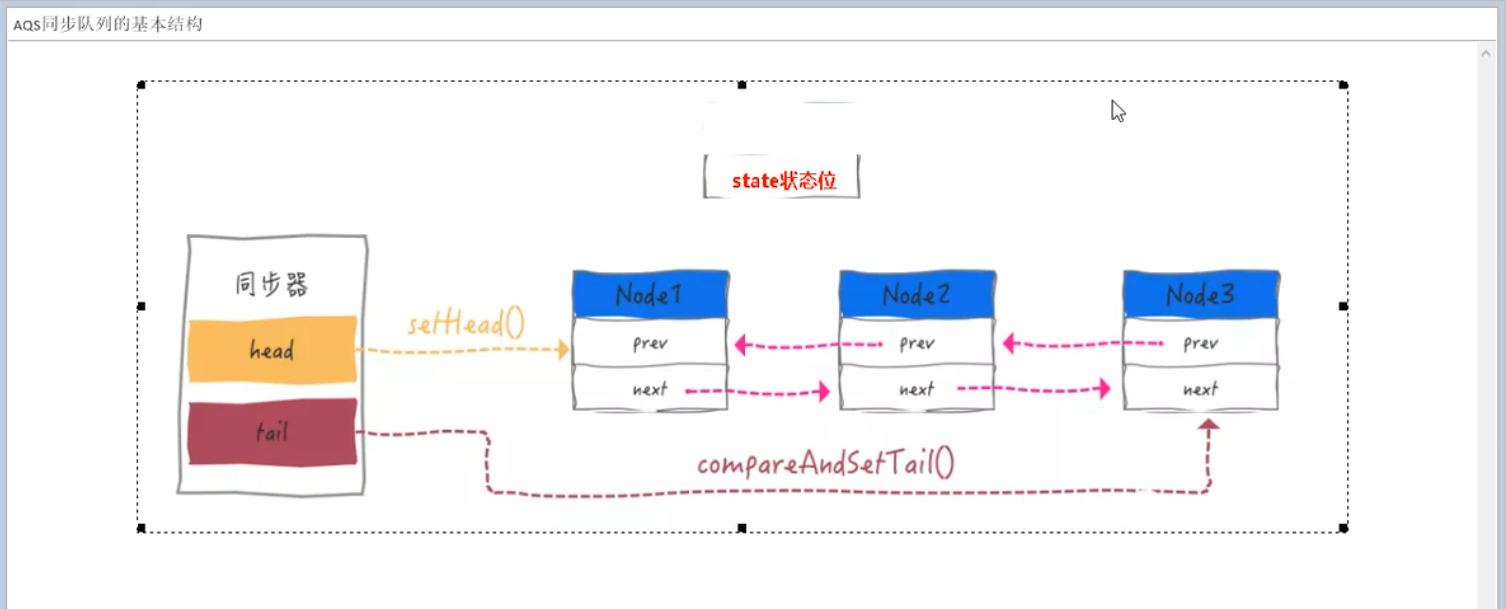 AQS同步队列的基本结构
state状态位
同步器
head
tail
setHead()
Node1
prev
next
Node2
prev
next
Node3
prev
next
compareAndSetTail()